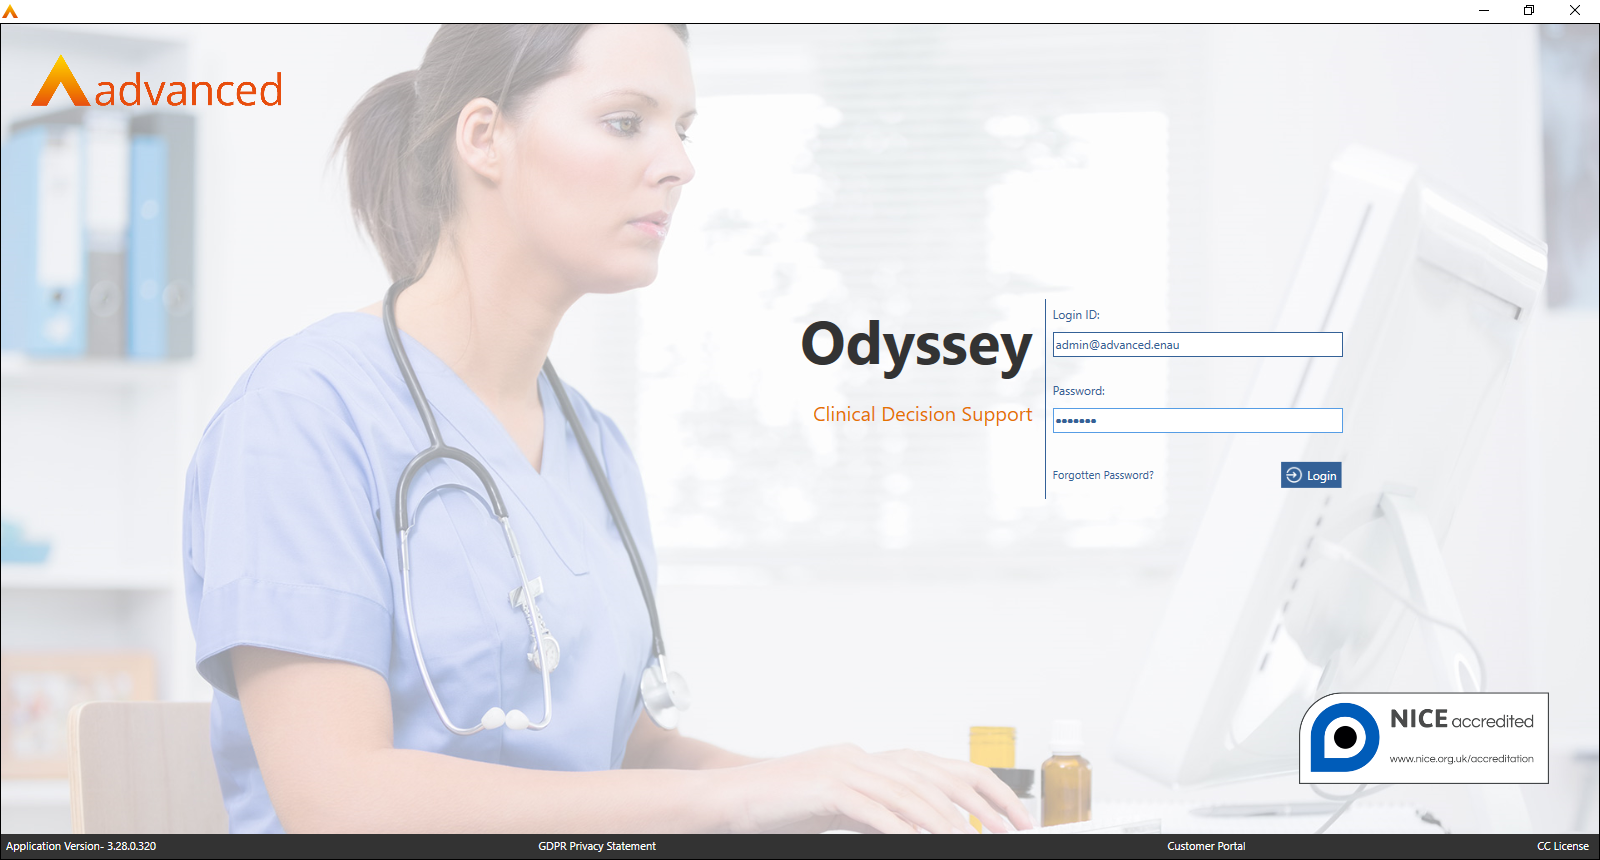 advanced
Odyssey
Clinical Decision Support
Login ID:
admin@advanced.enau
Password:
•••••••
Forgotten Password?
Login
NICE accredited
www.nice.org.uk/accreditation
Application Version- 3.28.0.320
GDPR Privacy Statement
Customer Portal
CC License